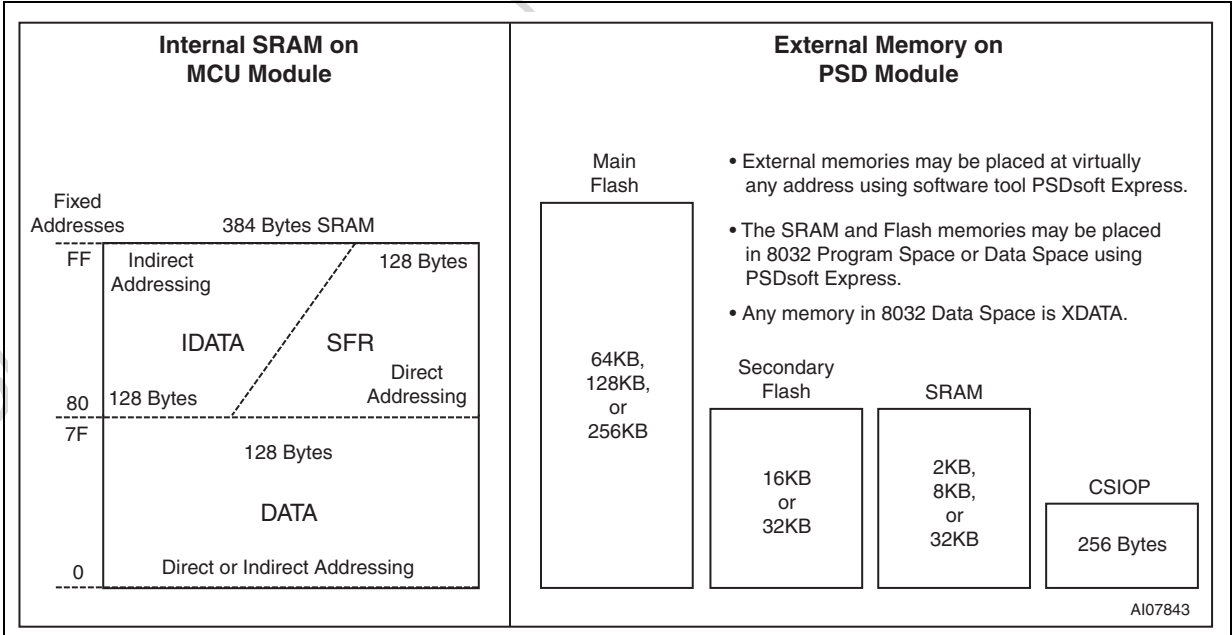 Internal SRAM on
MCU Module
Fixed
Addresses
384 Bytes SRAM
FF
Indirect
Addressing
128 Bytes
IDATA
SFR
Direct
Addressing
128 Bytes
80
7F
128 Bytes
DATA
Direct or Indirect Addressing
0
External Memory on
PSD Module
Main
Flash
64KB,
128KB,
or
256KB
• External memories may be placed at virtually
any address using software tool PSDsoft Express.
• The SRAM and Flash memories may be placed
in 8032 Program Space or Data Space using
PSDsoft Express.
• Any memory in 8032 Data Space is XDATA.
Secondary
Flash
16KB
or
32KB
SRAM
2KB,
8KB,
or
32KB
CSIOP
256 Bytes
AI07843